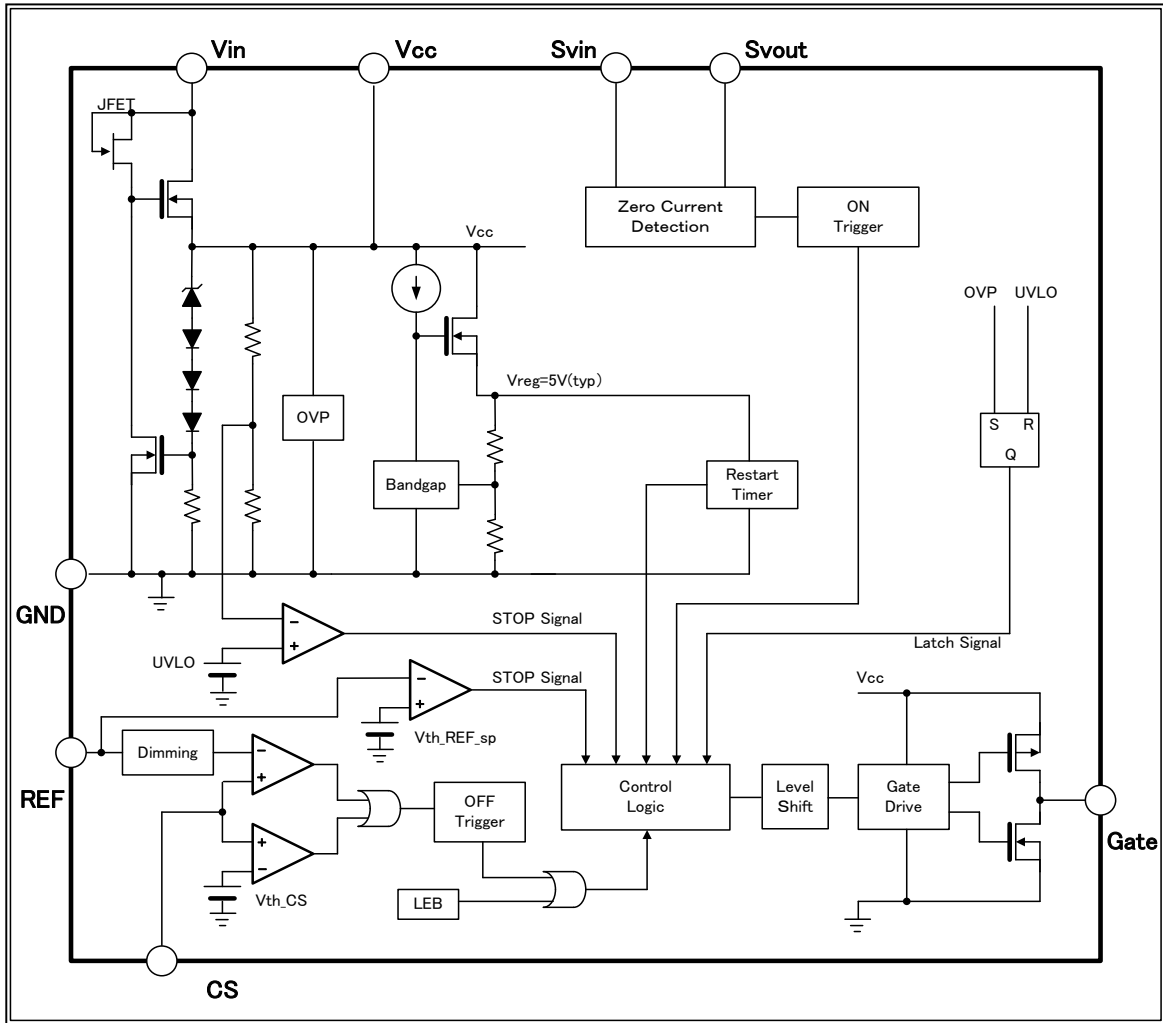 Vin
Vcc
Svin
Svout
JFET
Zero Current
Detection
ON
Trigger
Vcc
OVP
UVLO
Vreg=5V(typ)
OVP
S
R
Q
Bandgap
Restart
Timer
GND
−
+
UVLO
STOP Signal
Latch Signal
−
+
STOP Signal
Vth_REF_sp
Vcc
REF
Dimming
−
+
OFF
Trigger
Control
Logic
Level
Shift
Gate
Drive
Gate
+
−
Vth_CS
LEB
CS